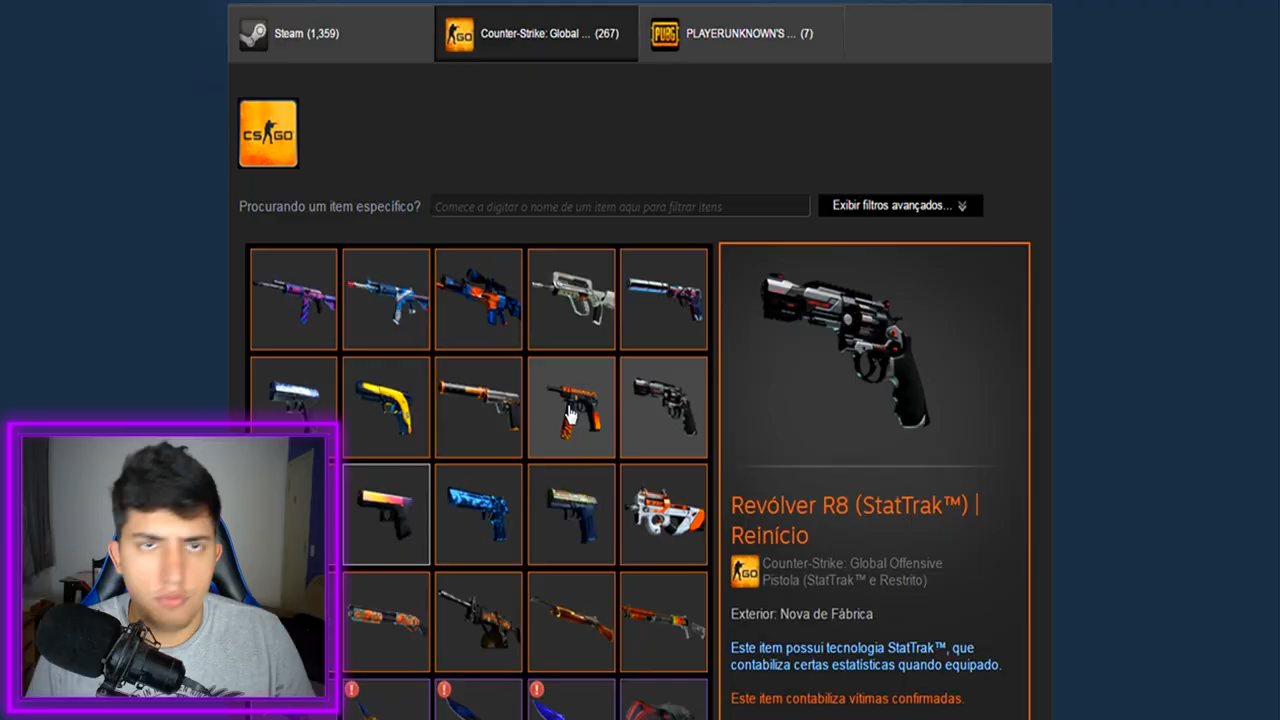 Steam (1,359)
Counter-Strike: Global ... (267)
PUBG
PLAYERUNKNOWN'S ... (7)
CS GO
Procurando um item específico?
Comece a digitar o nome de um item aqui para filtrar itens
Exibir filtros avançados...
Revólver R8 (StatTrak™) |
Reinício
Counter-Strike: Global Offensive
Pistola (StatTrak™ e Restrito)
Exterior: Nova de Fábrica
Este item possui tecnologia StatTrak™, que
contabiliza certas estatísticas quando equipado.
Este item contabiliza vítimas confirmadas.